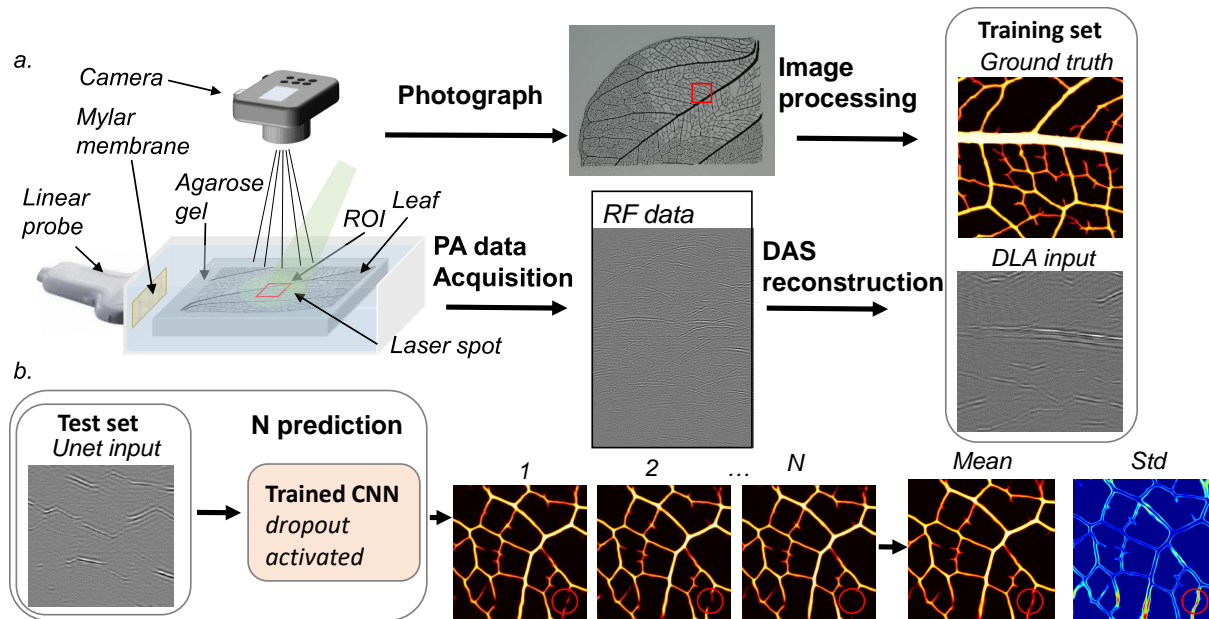 a.
Camera
Mylar
membrane
Linear
probe
Agarose
gel
ROI
Leaf
Laser spot
Photograph
Image
processing
PA data
Acquisition
RF data
DAS
reconstruction
Training set
Ground truth
DLA input
b.
Test set
Unet input
N prediction
Trained CNN
dropout
activated
1
2
...
N
Mean
Std